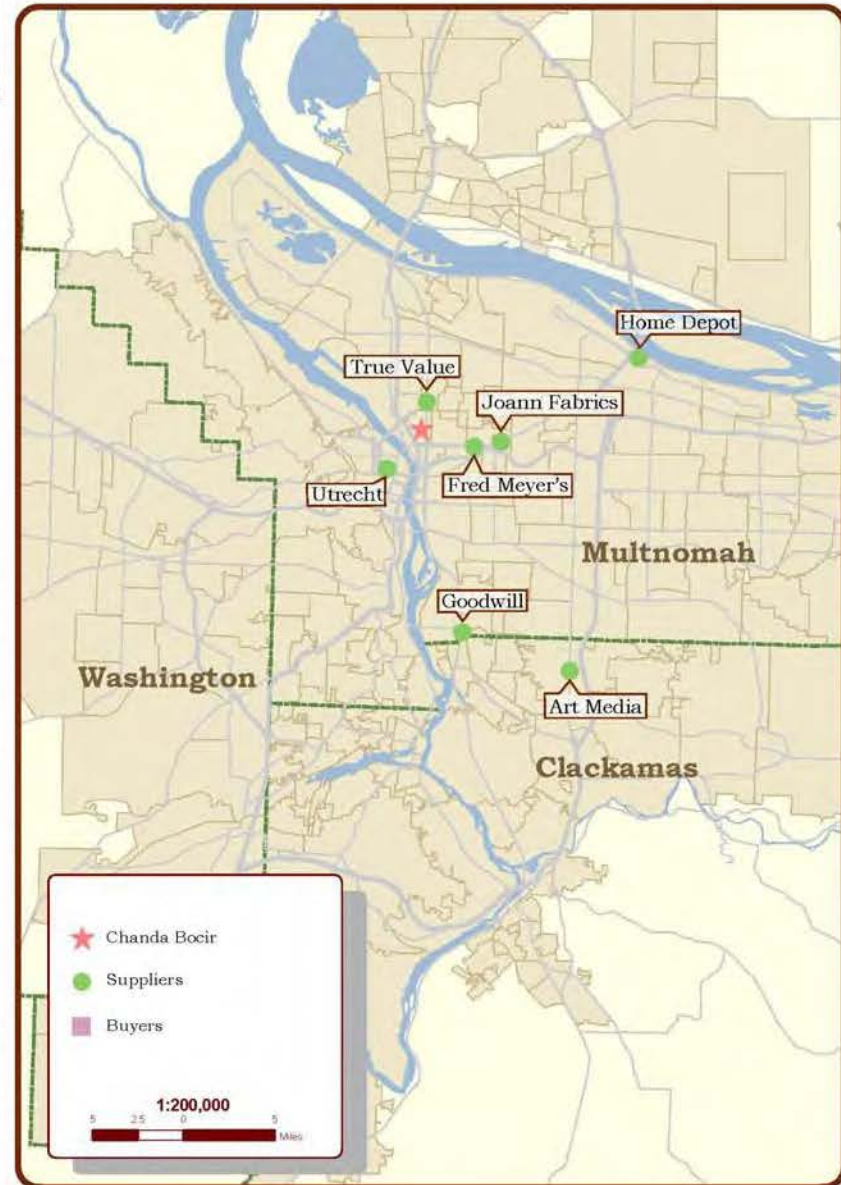 Home Depot
True Value
Joann Fabrics
Utrecht
Fred Meyer's
Multnomah
Goodwill
Washington
Art Media
Clackamas
Chanda Bocir
Suppliers
Buyers
1:200,000
5 2.5 0 5
Miles